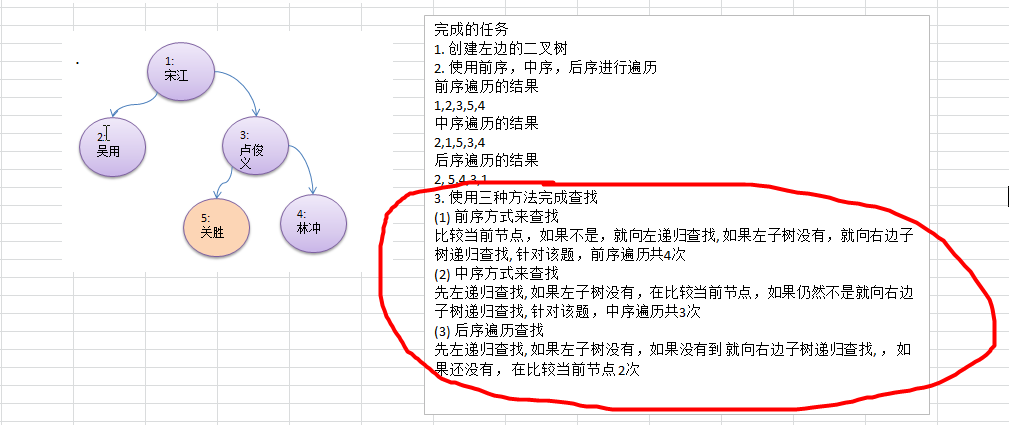 1:
宋江
2:
吴用
3:
卢俊
义
5:
关胜
4:
林冲
完成的任务
1. 创建左边的二叉树
2. 使用前序，中序，后序进行遍历
前序遍历的结果
1,2,3,5,4
中序遍历的结果
2,1,5,3,4
后序遍历的结果
2, 5,4,3,1
3. 使用三种方法完成查找
(1) 前序方式来查找
比较当前节点，如果不是，就向左递归查找, 如果左子树没有，就向右边子
树递归查找, 针对该题，前序遍历共4次
(2) 中序方式来查找
先左递归查找, 如果左子树没有，在比较当前节点，如果仍然不是就向右边
子树递归查找, 针对该题，中序遍历共3次
(3) 后序遍历查找
先左递归查找, 如果左子树没有，如果没有到 就向右边子树递归查找, ，如
果还没有，在比较当前节点 2次